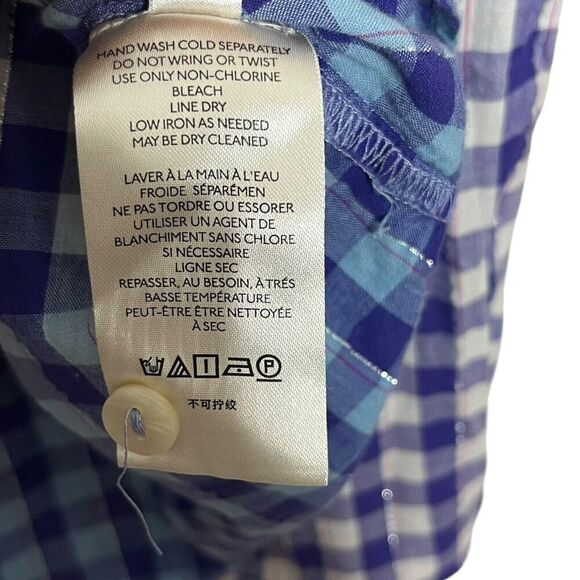 HAND WASH COLD SEPARATELY
DO NOT WRING OR TWIST
USE ONLY NON-CHLORINE
BLEACH
LINE DRY
LOW IRON AS NEEDED
MAY BE DRY CLEANED
LAVER À LA MAIN À L'EAU
FROIDE SÉPARÉMEN
NE PAS TORDRE OU ESSORER
UTILISER UN AGENT DE
BLANCHIMENT SANS CHLORE
SI NÉCESSAIRE
LIGNE SEC
REPASSER, AU BESOIN, À TRÉS
BASSE TEMPÉRATURE
PEUT-ÊTRE ÊTRE NETTOYÉE
À SEC
P
不可拧绞